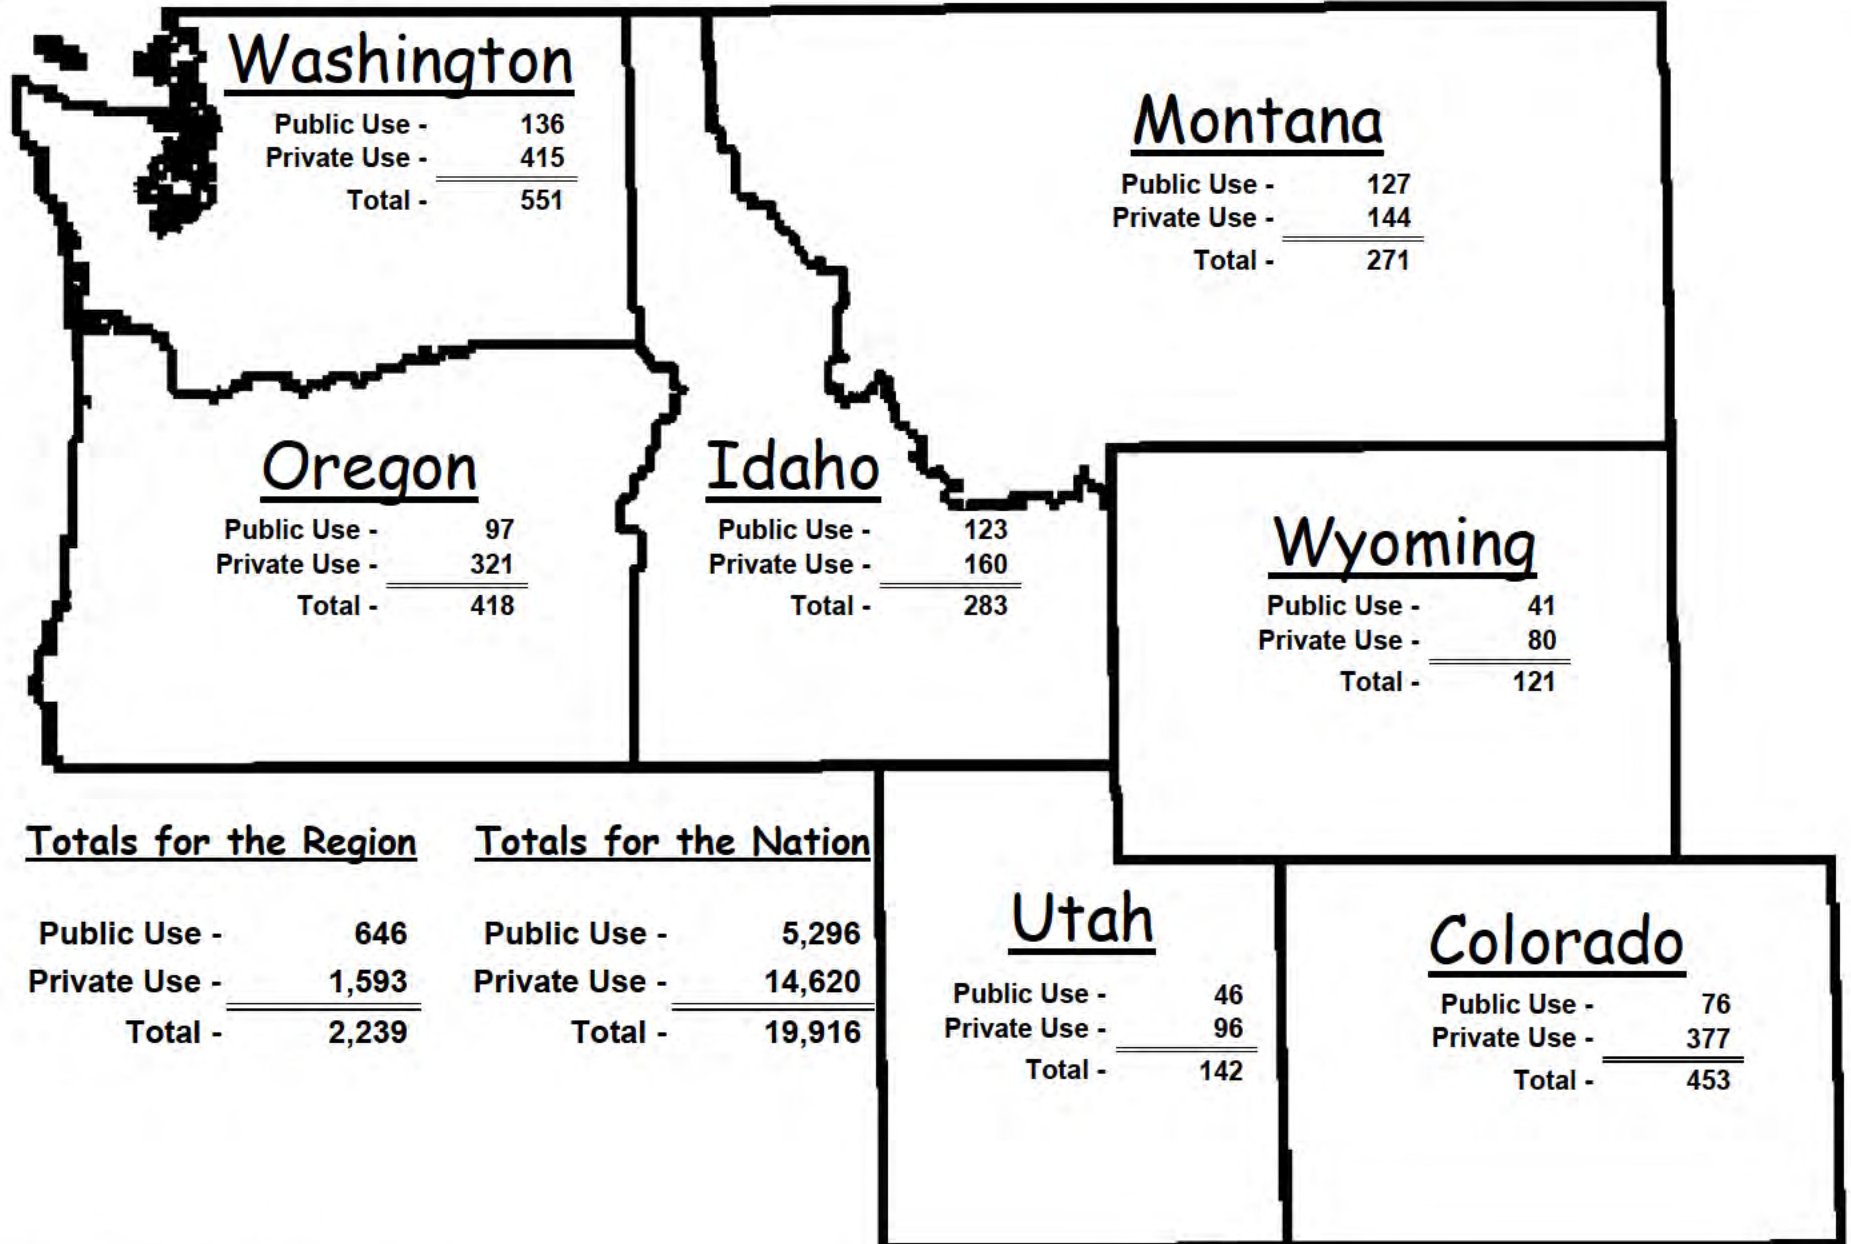 Washington
Public Use - 136
Private Use - 415
Total - 551
Montana
Public Use - 127
Private Use - 144
Total - 271
Oregon
Public Use - 97
Private Use - 321
Total - 418
Idaho
Public Use - 123
Private Use - 160
Total - 283
Wyoming
Public Use - 41
Private Use - 80
Total - 121
Totals for the Region
Public Use - 646
Private Use - 1,593
Total - 2,239
Totals for the Nation
Public Use - 5,296
Private Use - 14,620
Total - 19,916
Utah
Public Use - 46
Private Use - 96
Total - 142
Colorado
Public Use - 76
Private Use - 377
Total - 453